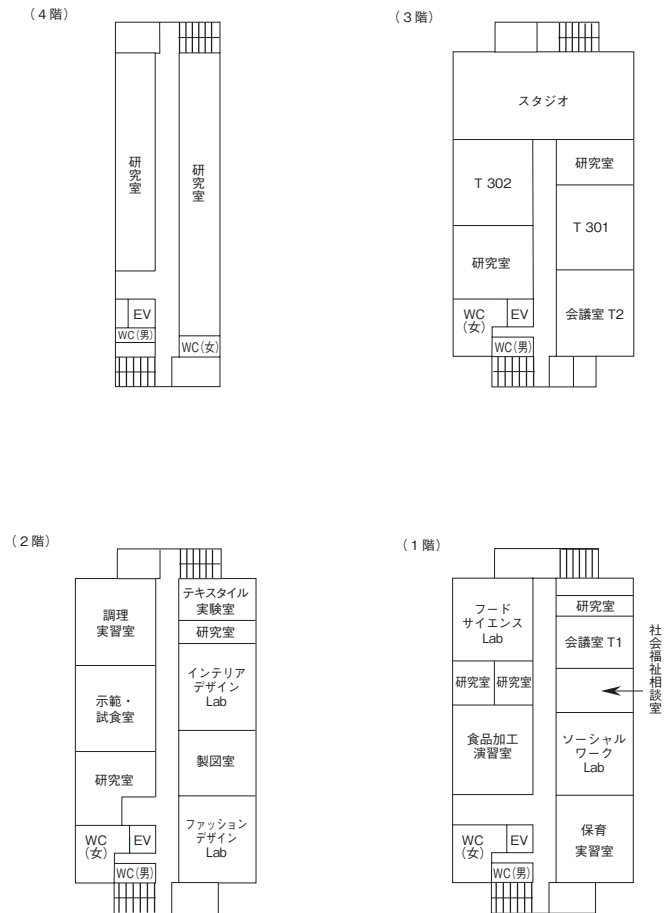 （4 階）
研究室
研究室
EV
WC（男）
WC（女）
（3 階）
スタジオ
T 302
研究室
T 301
研究室
会議室 T2
WC
（女）
EV
WC（男）
（2 階）
調理
実習室
テキスタイル
実験室
研究室
インテリア
デザイン
Lab
示範・
試食室
製図室
研究室
ファッション
デザイン
Lab
WC
（女）
EV
WC（男）
（1 階）
フード
サイエンス
Lab
研究室
会議室 T1
社会福祉相談室
研究室
研究室
食品加工
演習室
ソーシャル
ワーク
Lab
保育
実習室
WC
（女）
EV
WC（男）